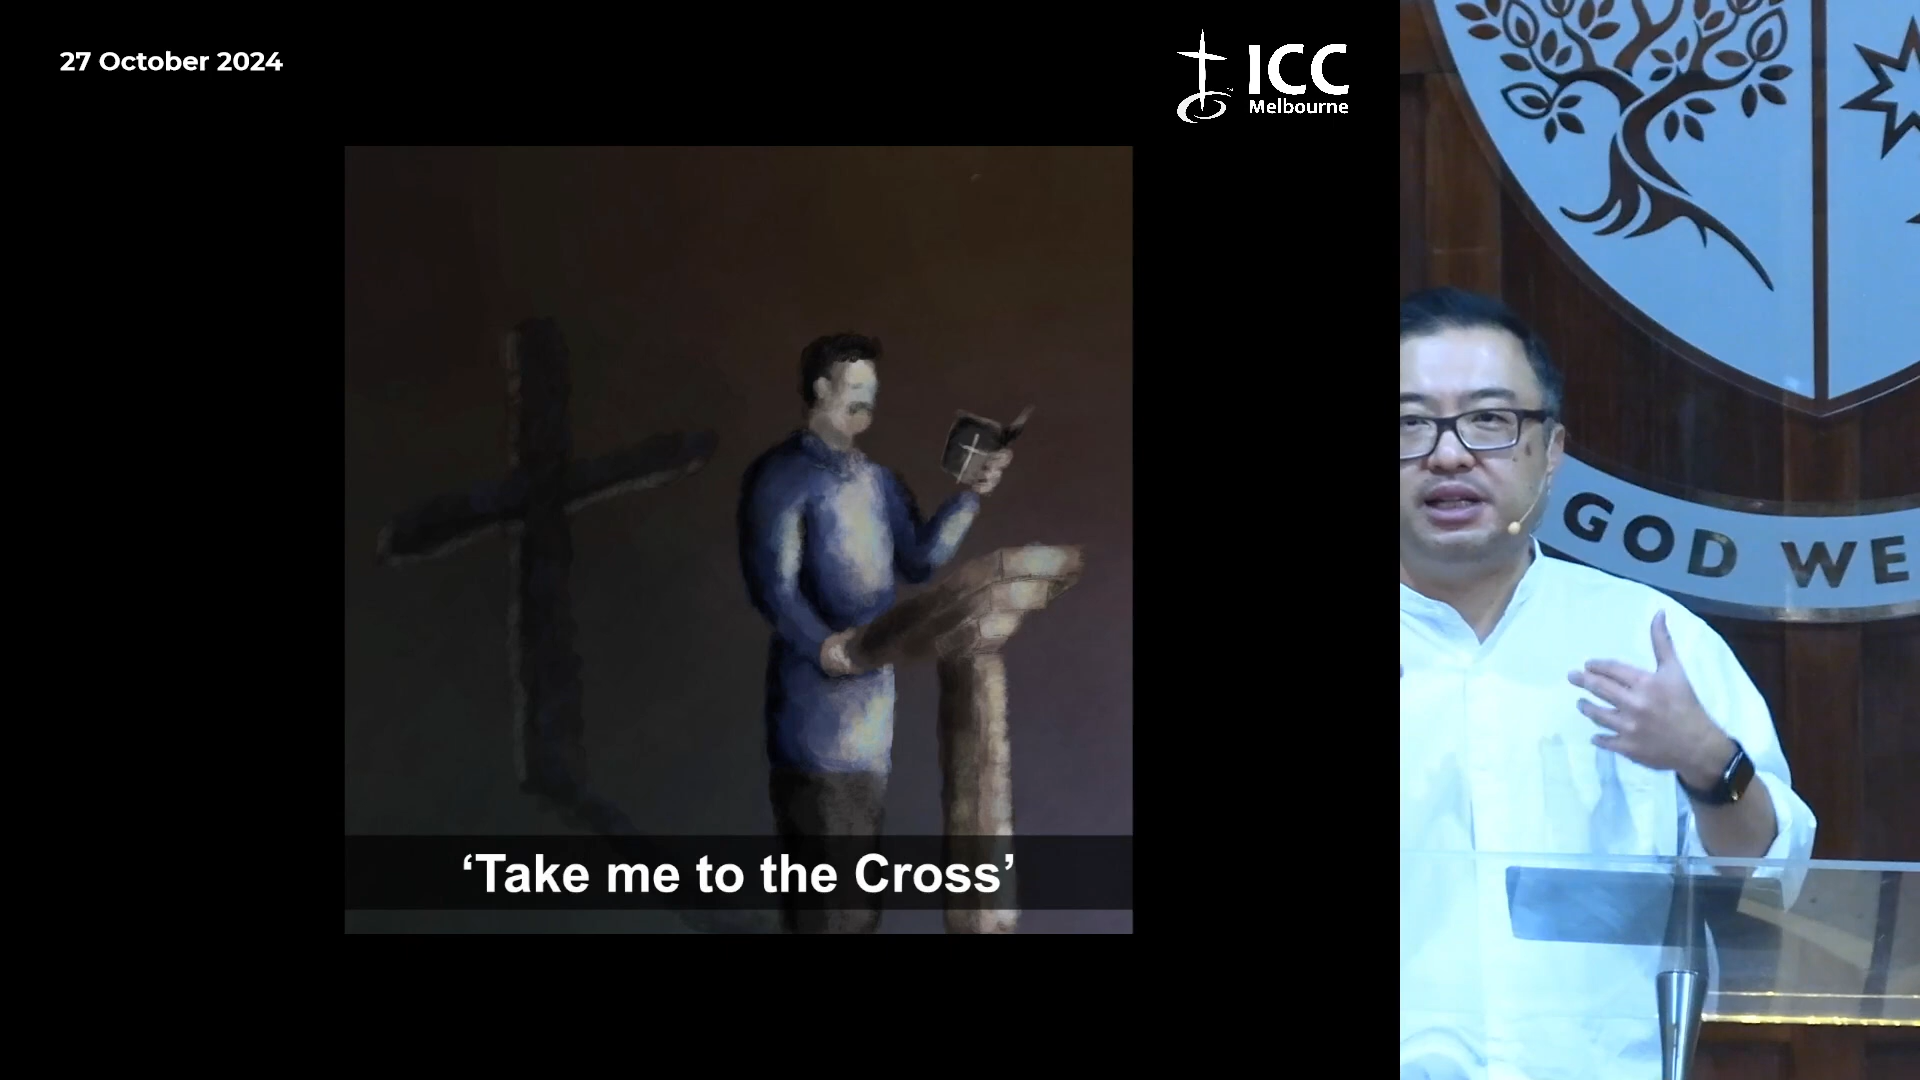 27 October 2024
ICC
Melbourne
‘Take me to the Cross’
GOD WE